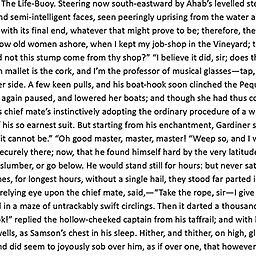 The Life-Buoy. Steering now south-eastward by Ahab's levelled ste
nd semi-intelligent faces, seen peeringly uprising from the water a
with its final end, whatever that might prove to be; therefore, the
ow old women ashore, when I kept my job-shop in the Vineyard; t
d not this stump come from thy shop?" "I believe it did, sir; does th
n mallet is the cork, and I'm the professor of musical glasses—tap,
er side. A few keen pulls, and his boat-hook soon clinched the Peq
again paused, and lowered her boats; and though she had thus co
s chief mate's instinctively adopting the ordinary procedure of a w
f his so earnest suit. But starting from his enchantment, Gardiner s
it cannot be." "Oh good master, master, master! "Weep so, and I v
ecurely there; now, that he found himself hard by the very latitud
slumber, or go below. He would stand still for hours: but never sat
nes, for longest hours, without a single hail, they stood far parted i
relying eye upon the chief mate, said,—"Take the rope, sir—I give
d in a maze of untrackably swift circlings. Then it darted a thousan
k!" replied the hollow-cheeked captain from his taffrail; and with
wells, as Samson's chest in his sleep. Hither, and thither, on high, gl
nd did seem to joyously sob over him, as if over one, that however